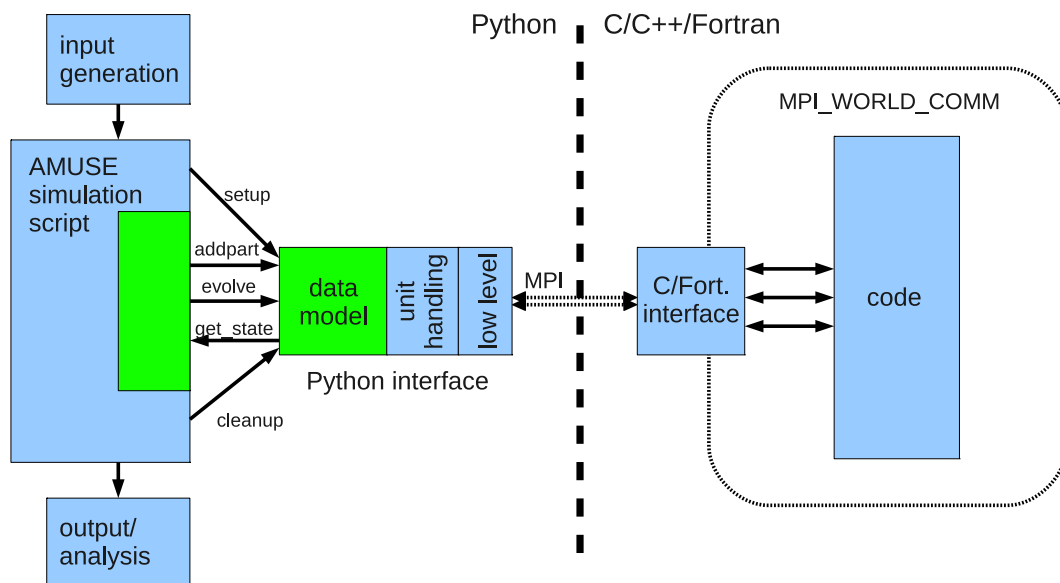 Python
C/C++/Fortran
input
generation
MPI_WORLD_COMM
AMUSE
simulation
script
setup
addpart
evolve
get_state
cleanup
data
model
unit
handling
low level
Python interface
MPI
C/Fort.
interface
code
output/
analysis